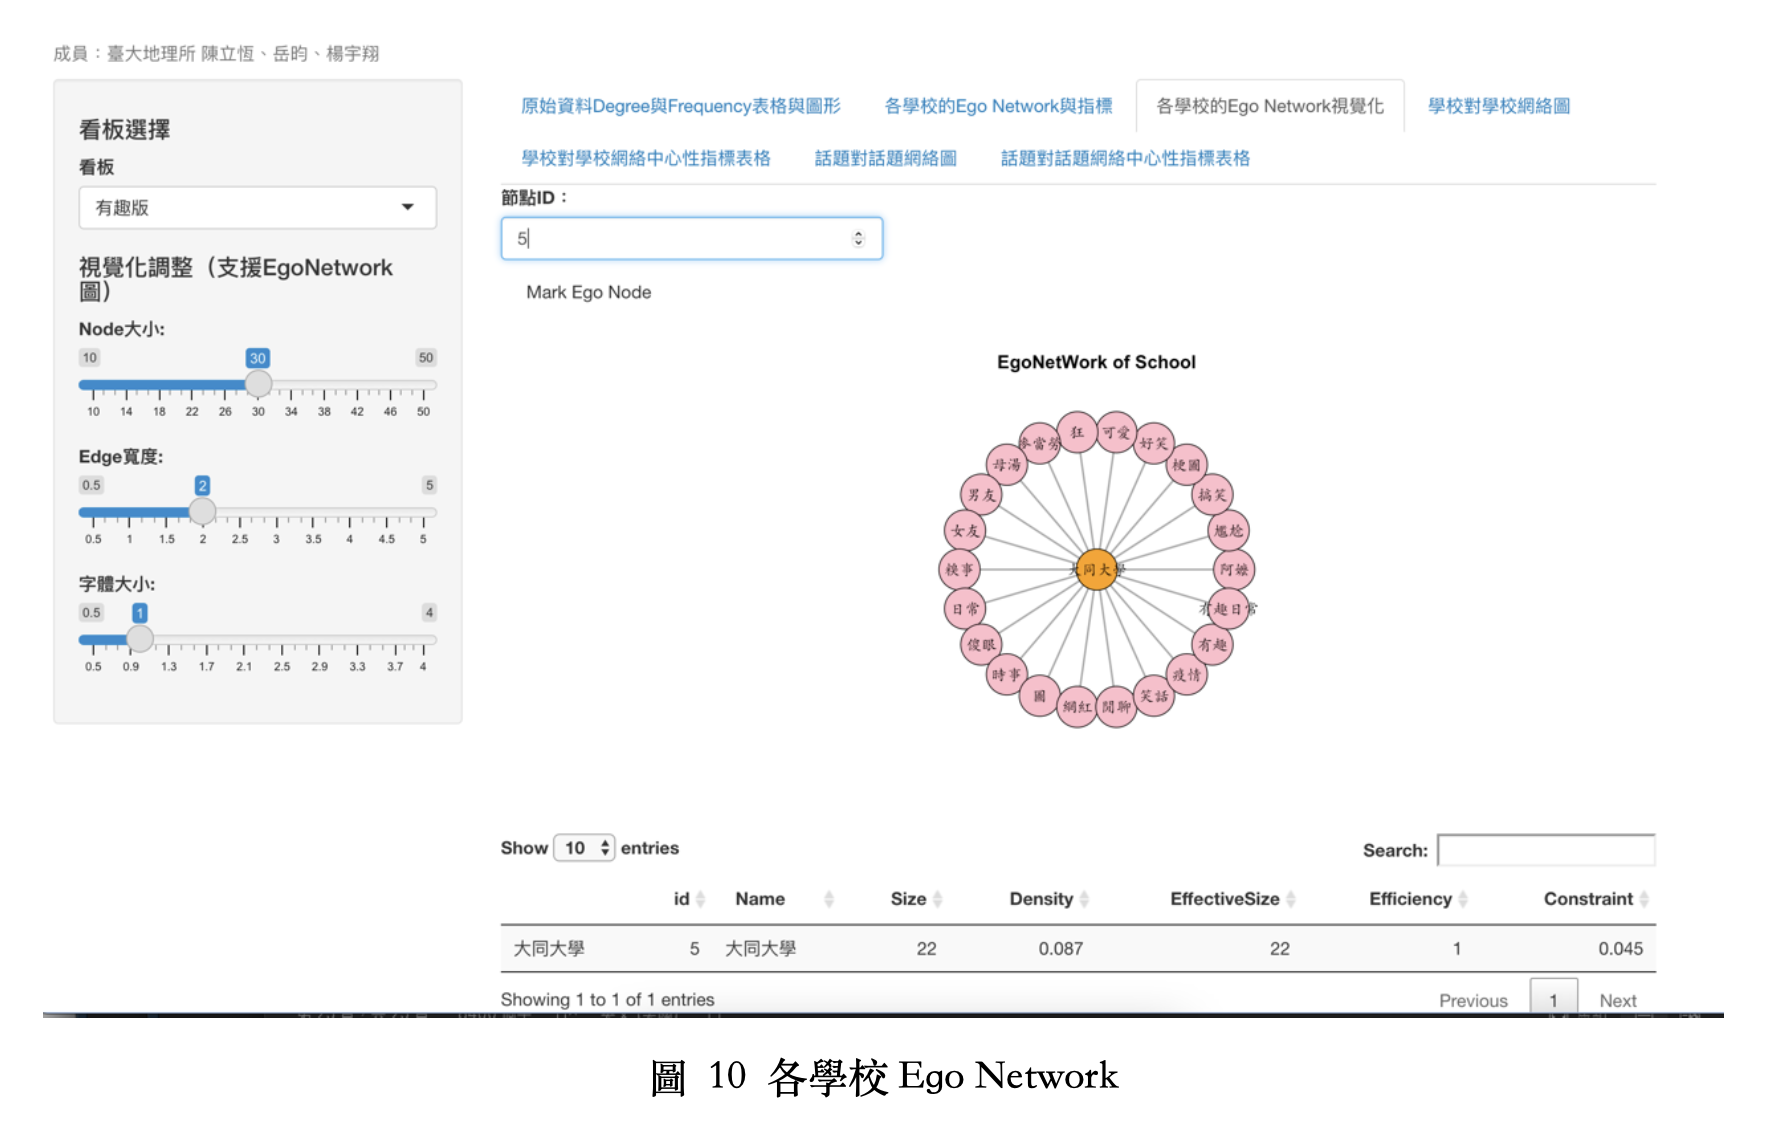 成員：臺大地理所 陳立恆、岳昀、楊宇翔
看板選擇
看板
有趣版
視覺化調整（支援EgoNetwork
圖）
Node大小:
10 30 50
10 14 18 22 26 30 34 38 42 46 50
Edge寬度:
0.5 2 5
0.5 1 1.5 2 2.5 3 3.5 4 4.5 5
字體大小:
0.5 1 4
0.5 0.9 1.3 1.7 2.1 2.5 2.9 3.3 3.7 4
原始資料Degree與Frequency表格與圖形 各學校的Ego Network與指標 各學校的Ego Network視覺化 學校對學校網絡圖
學校對學校網絡中心性指標表格 話題對話題網絡圖 話題對話題網絡中心性指標表格
節點ID：
5
Mark Ego Node
EgoNetWork of School
狂
可愛
好笑
梗圖
搞笑
尷尬
阿嬤
有趣日常
有趣
疫情
笑話
閒聊
網紅
圖
時事
傻眼
日常
糗事
女友
男友
母湯
麥當勞
大同大學
Show 10 entries
Search:
id Name Size Density EffectiveSize Efficiency Constraint
大同大學 5 大同大學 22 0.087 22 1 0.045
Showing 1 to 1 of 1 entries
Previous 1 Next
圖 10 各學校 Ego Network